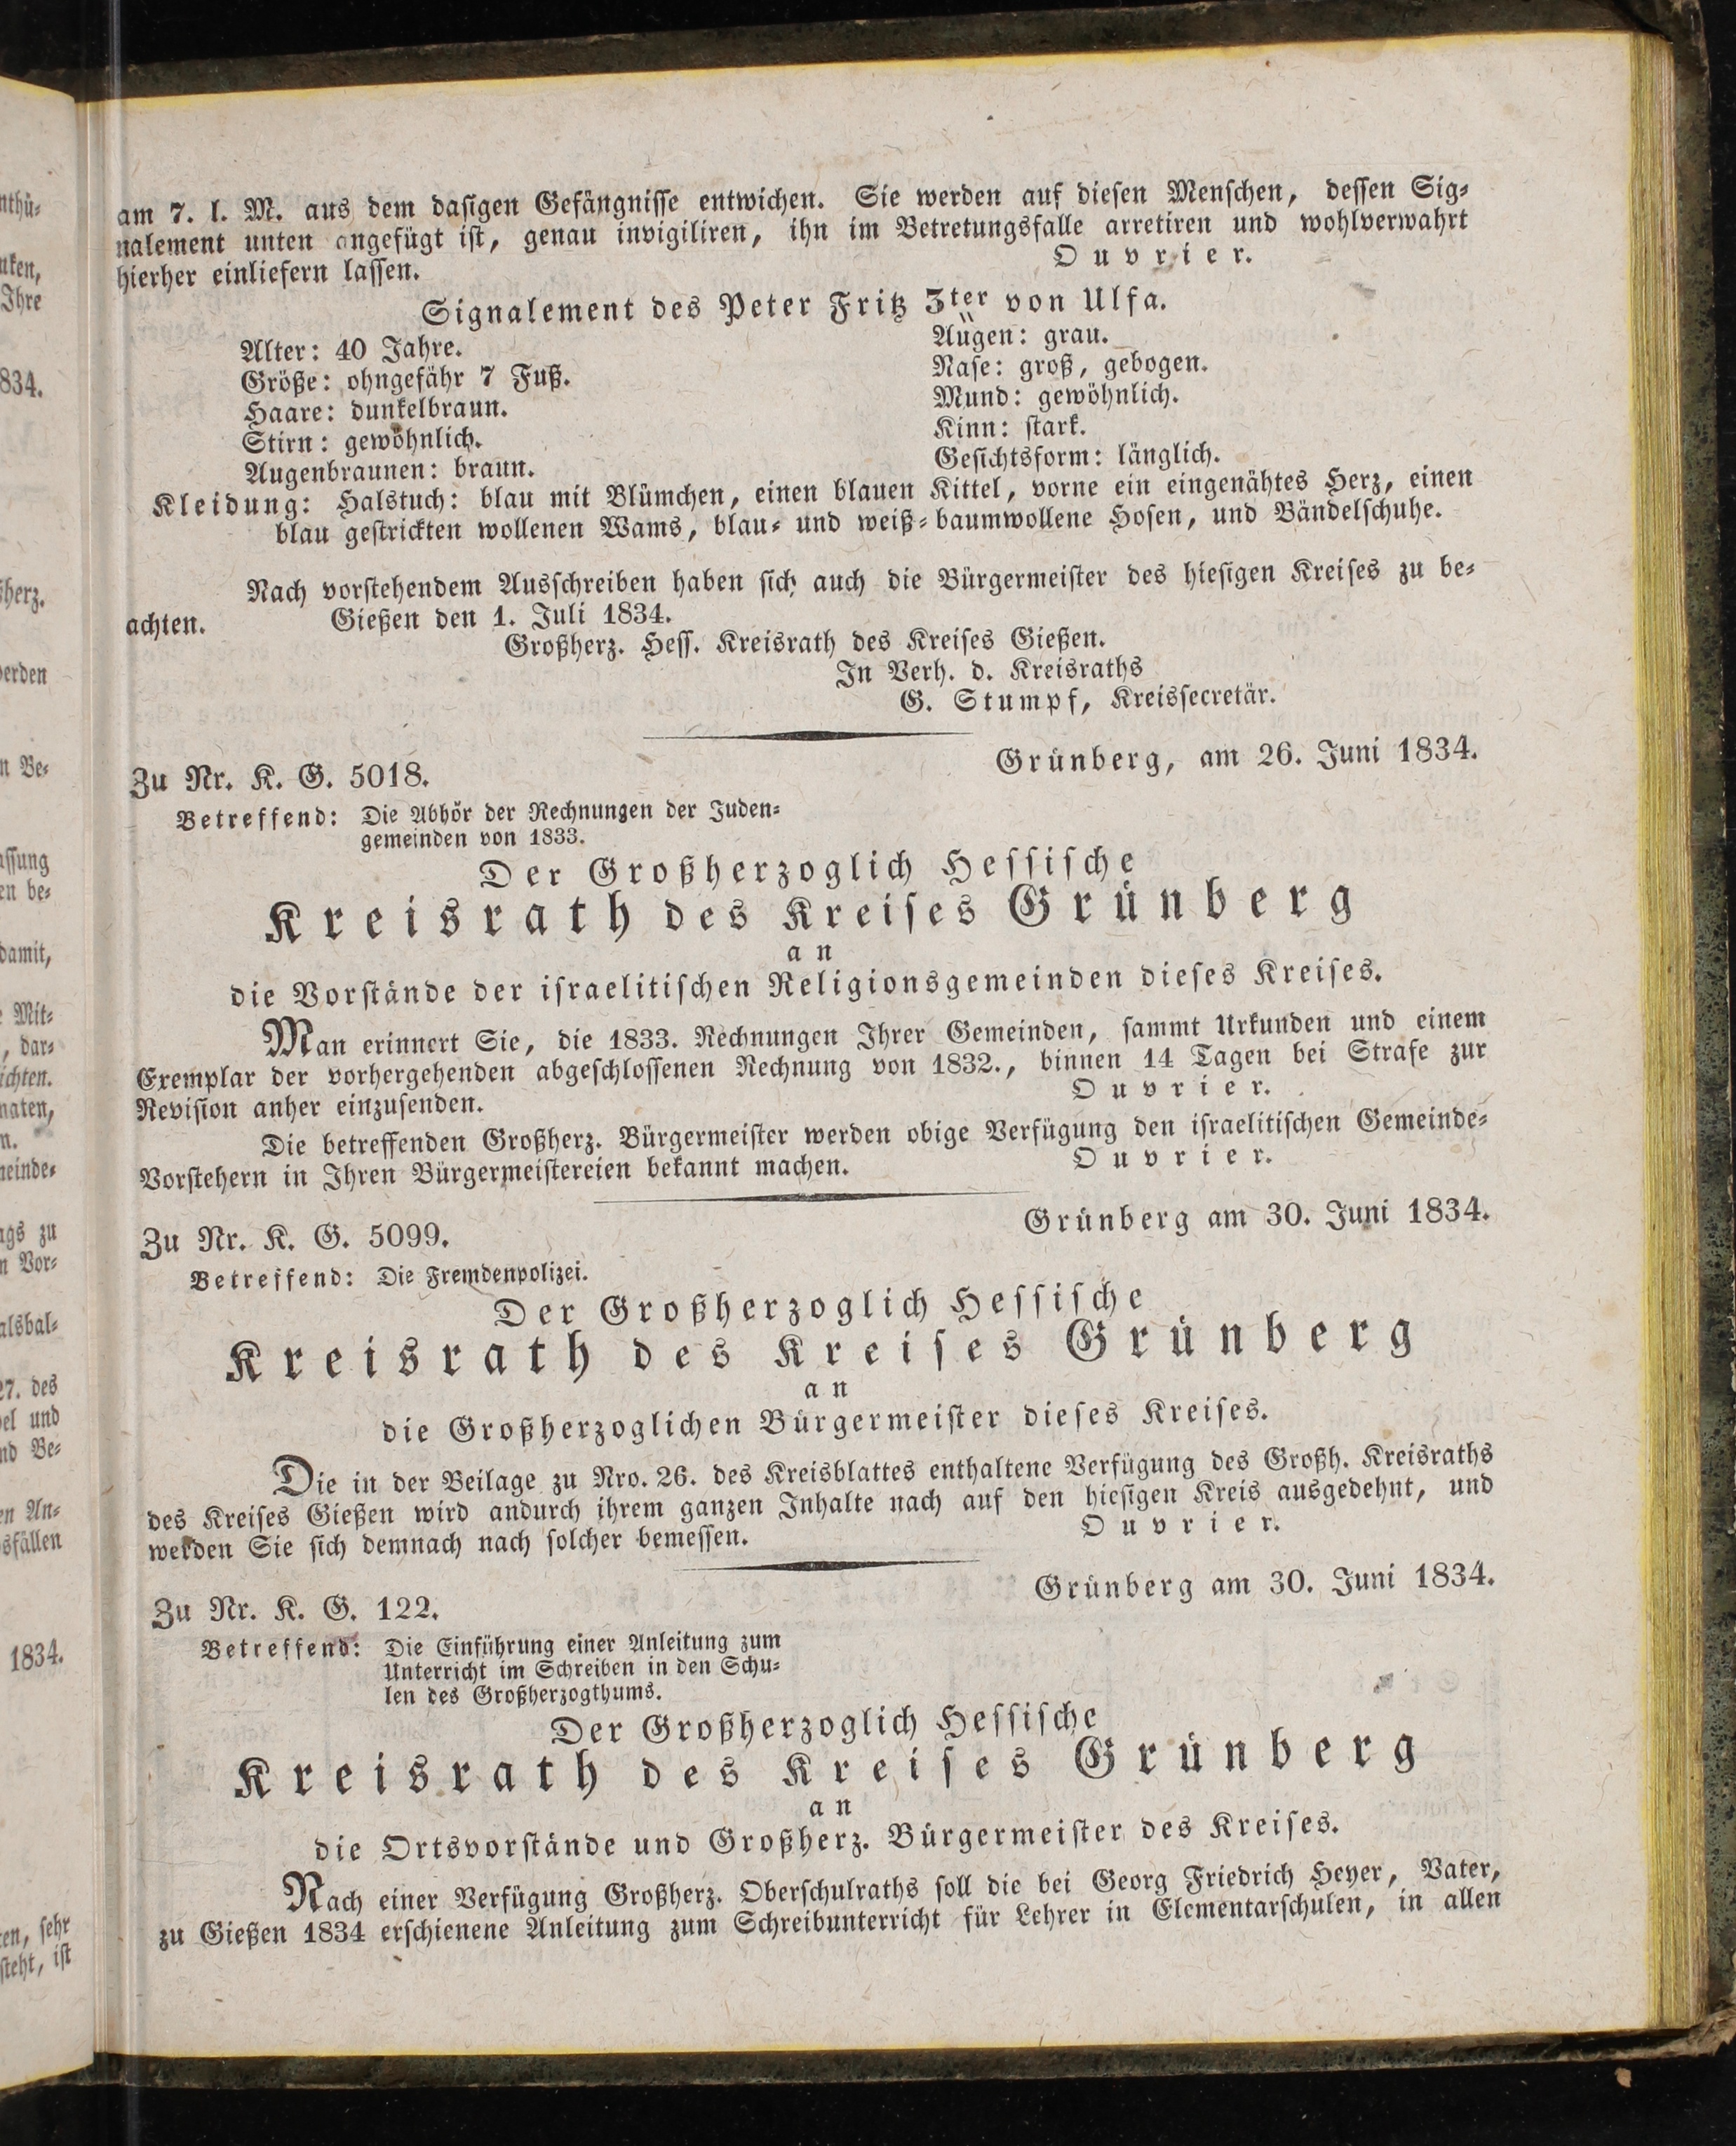 am 7. l. M. aus dem dasigen Gefängnisse entwichen. Sie werden auf diesen Menschen, dessen Sig-
nalement unten angefügt ist, genau invigiliren, ihn im Betretungsfalle arretiren und wohlverwahrt
hierher einliefern lassen.
Ouvrier.
Signalement des Peter Fritz 3ter von Ulfa.
Alter: 40 Jahre.
Größe: ohngefähr 7 Fuß.
Haare: dunkelbraun.
Stirn: gewöhnlich.
Augenbraunen: braun.
Augen: grau.
Nase: groß, gebogen.
Mund: gewöhnlich.
Kinn: stark.
Gesichtsform: länglich.
Kleidung: Halstuch: blau mit Blümchen, einen blauen Kittel, vorne ein eingenähtes Herz, einen
blau gestrickten wollenen Wams, blau- und weiß-baumwollene Hosen, und Bändelschuhe.
Nach vorstehendem Ausschreiben haben sich auch die Bürgermeister des hiesigen Kreises zu be-
achten. Gießen den 1. Juli 1834.
Großherz. Hess. Kreisrath des Kreises Gießen.
In Verh. d. Kreisraths
G. Stumpf, Kreissecretär.
Zu Nr. K. G. 5018.
Grünberg, am 26. Juni 1834.
Betreffend: Die Abhör der Rechnungen der Juden-
gemeinden von 1833.
Der Großherzoglich Hessische
Kreisrath des Kreises Grünberg
an
die Vorstände der israelitischen Religionsgemeinden dieses Kreises.
Man erinnert Sie, die 1833. Rechnungen Ihrer Gemeinden, sammt Urkunden und einem
Exemplar der vorhergehenden abgeschlossenen Rechnung von 1832., binnen 14 Tagen bei Strafe zur
Revision anher einzusenden.
Ouvrier.
Die betreffenden Großherz. Bürgermeister werden obige Verfügung den israelitischen Gemeinde-
Vorstehern in Ihren Bürgermeistereien bekannt machen.
Ouvrier.
Zu Nr. K. G. 5099.
Grünberg am 30. Juni 1834.
Betreffend: Die Fremdenpolizei.
Der Großherzoglich Hessische
Kreisrath des Kreises Grünberg
an
die Großherzoglichen Bürgermeister dieses Kreises.
Die in der Beilage zu Nro. 26. des Kreisblattes enthaltene Verfügung des Großh. Kreisraths
des Kreises Gießen wird andurch ihrem ganzen Inhalte nach auf den hiesigen Kreis ausgedehnt, und
werden Sie sich demnach nach solcher bemessen.
Ouvrier.
Zu Nr. K. G. 122.
Grünberg am 30. Juni 1834.
Betreffend: Die Einführung einer Anleitung zum
Unterricht im Schreiben in den Schu-
len des Großherzogthums.
Der Großherzoglich Hessische
Kreisrath des Kreises Grünberg
an
die Ortsvorstände und Großherz. Bürgermeister des Kreises.
Nach einer Verfügung Großherz. Oberschulraths soll die bei Georg Friedrich Heyer, Vater,
zu Gießen 1834 erschienene Anleitung zum Schreibunterricht für Lehrer in Elementarschulen, in allen